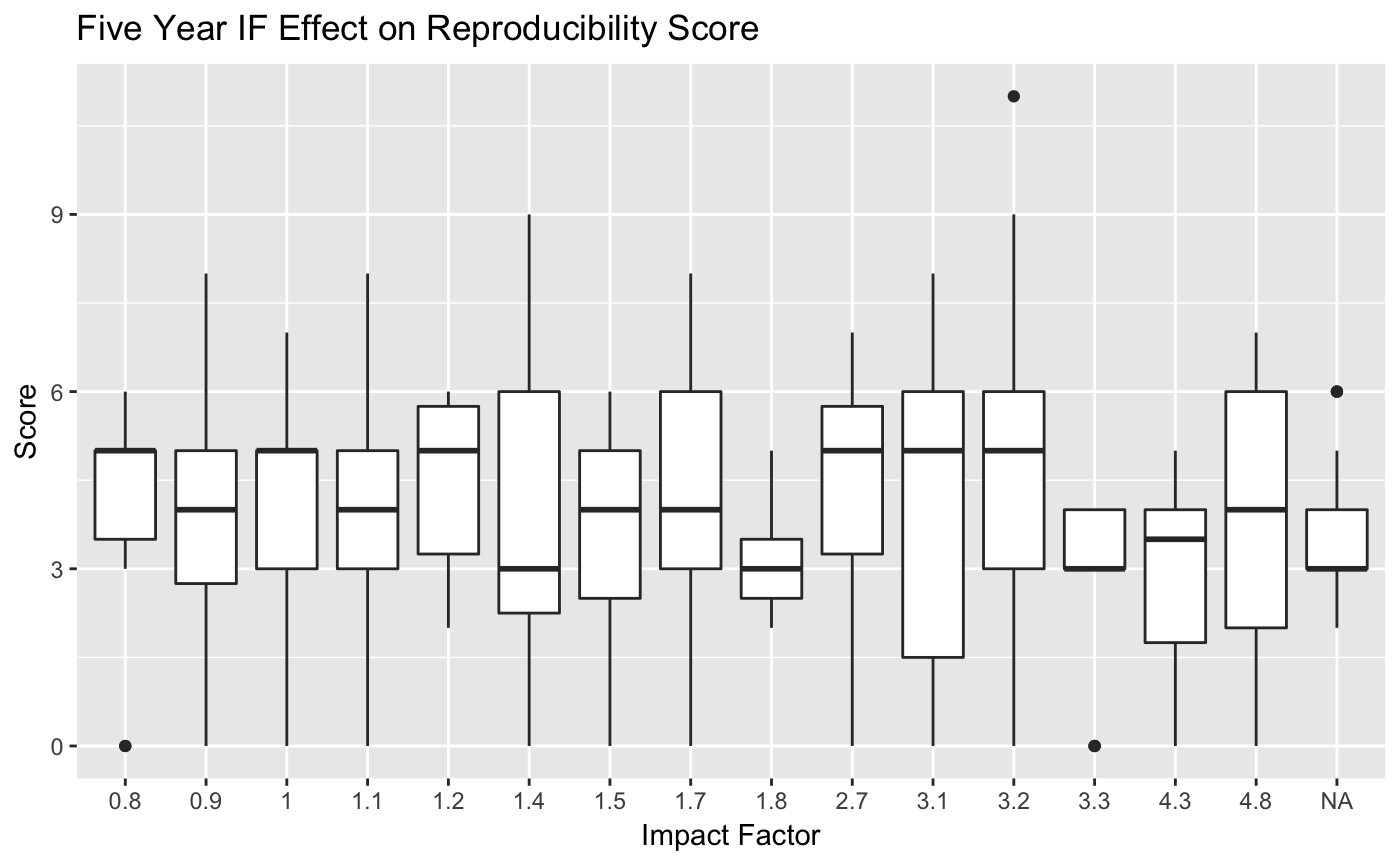 Five Year IF Effect on Reproducibility Score
Score
9
6
3
0
0.8 0.9 1 1.1 1.2 1.4 1.5 1.7 1.8 2.7 3.1 3.2 3.3 4.3 4.8 NA
Impact Factor